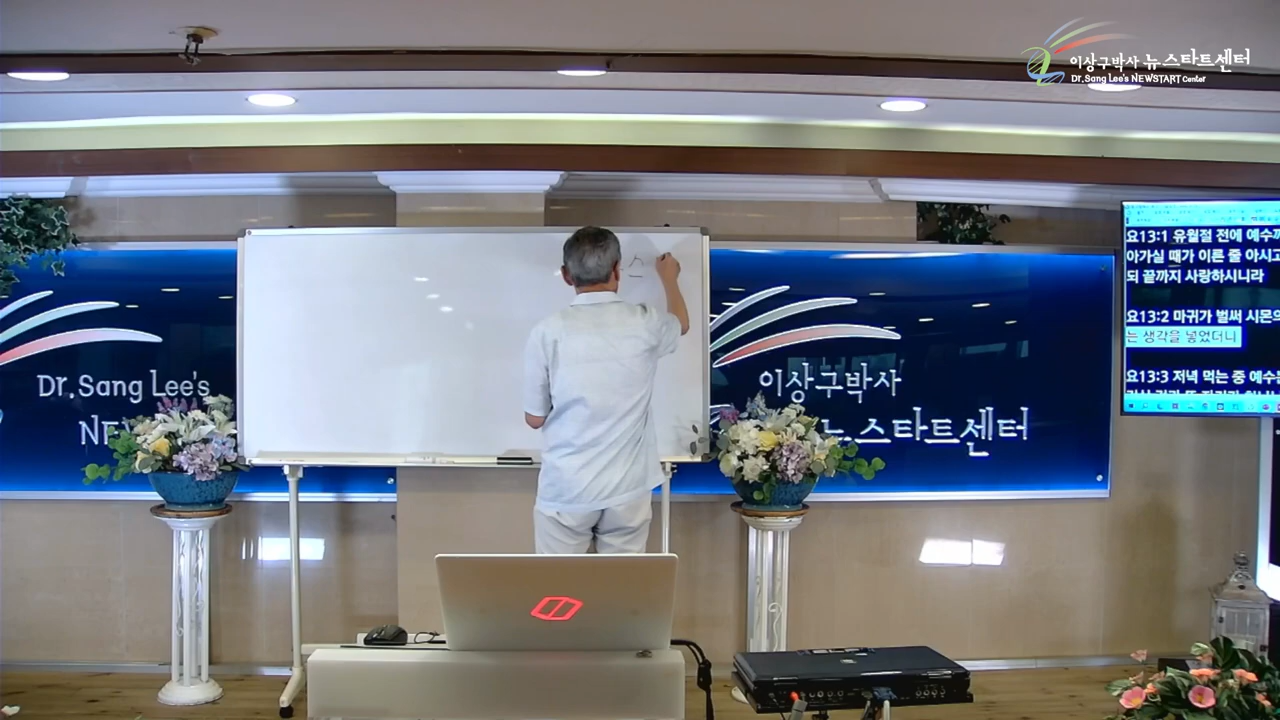 이상구박사 뉴스타트센터
Dr. Sang Lee's NEWSTART Center
요13:1 유월절 전에 예수께
아가실 때가 이른 줄 아시고
되 끝까지 사랑하시니라
요13:2 마귀가 벌써 시몬의
는 생각을 넣었더니
요13:3 저녁 먹는 중 예수는
Dr.Sang Lee's
이상구박사
뉴스타트센터
스